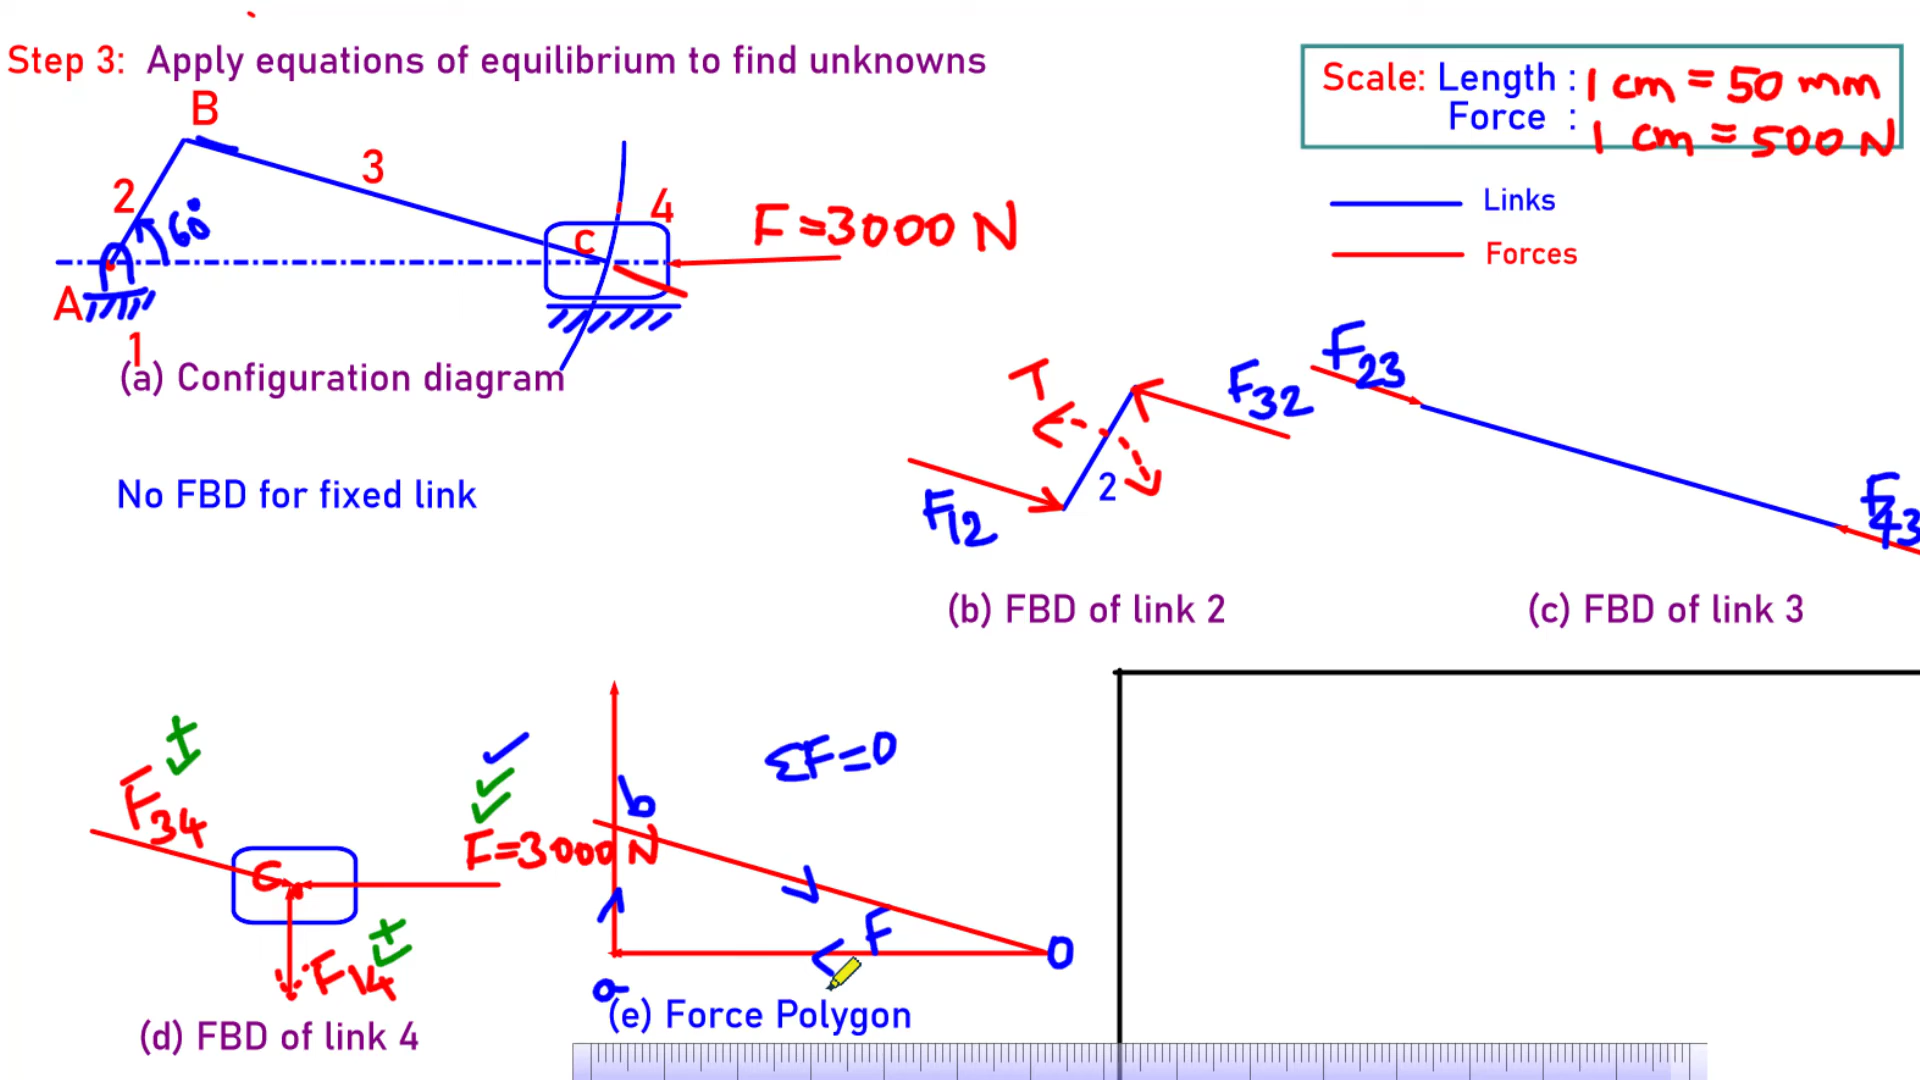 Step 3: Apply equations of equilibrium to find unknowns
Scale: Length : 1 cm = 50 mm
Force : 1 cm = 500 N
B
3
2
60°
C
4
F=3000 N
A
1
Links
Forces
(a) Configuration diagram
No FBD for fixed link
T
F32
F23
2
F12
F43
(b) FBD of link 2
(c) FBD of link 3
F34
±
C
F=3000 N
±
F14
(d) FBD of link 4
ΣF=0
b
F
O
a
(e) Force Polygon